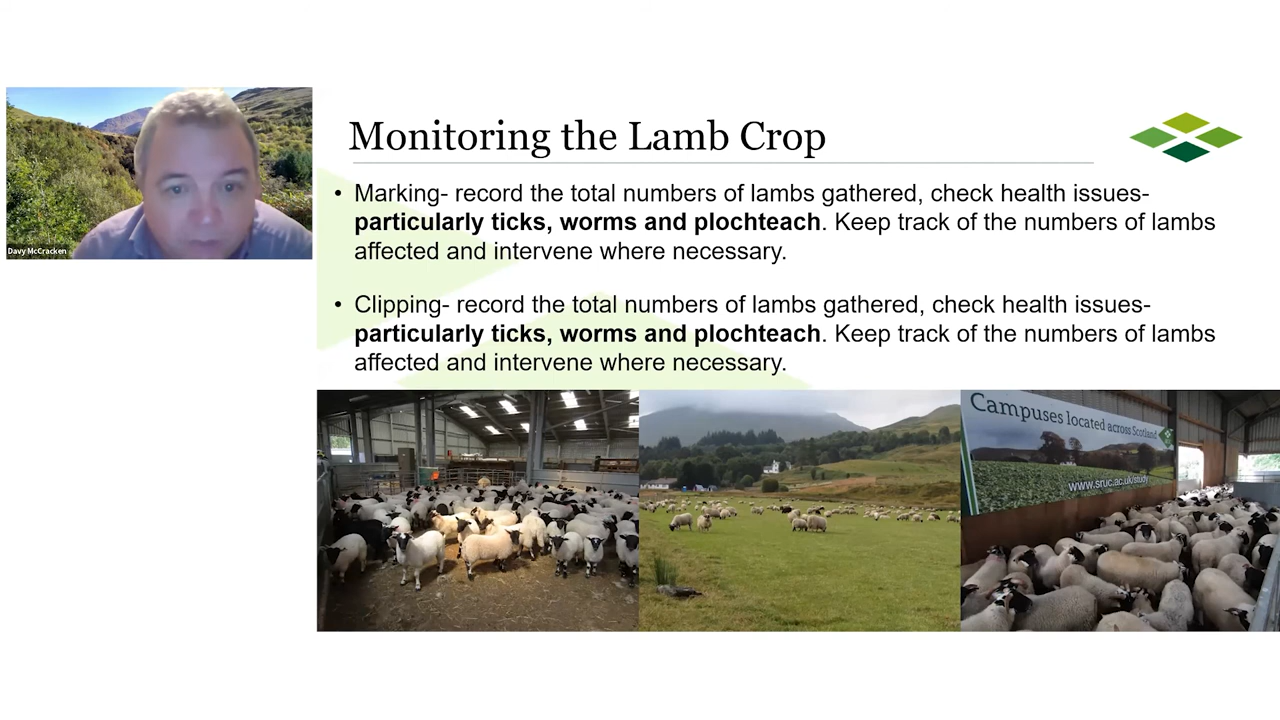 Davy McCracken
Monitoring the Lamb Crop
• Marking- record the total numbers of lambs gathered, check health issues-
particularly ticks, worms and plochteach. Keep track of the numbers of lambs
affected and intervene where necessary.
• Clipping- record the total numbers of lambs gathered, check health issues-
particularly ticks, worms and plochteach. Keep track of the numbers of lambs
affected and intervene where necessary.
Campuses located across Scotland
www.sruc.ac.uk/study